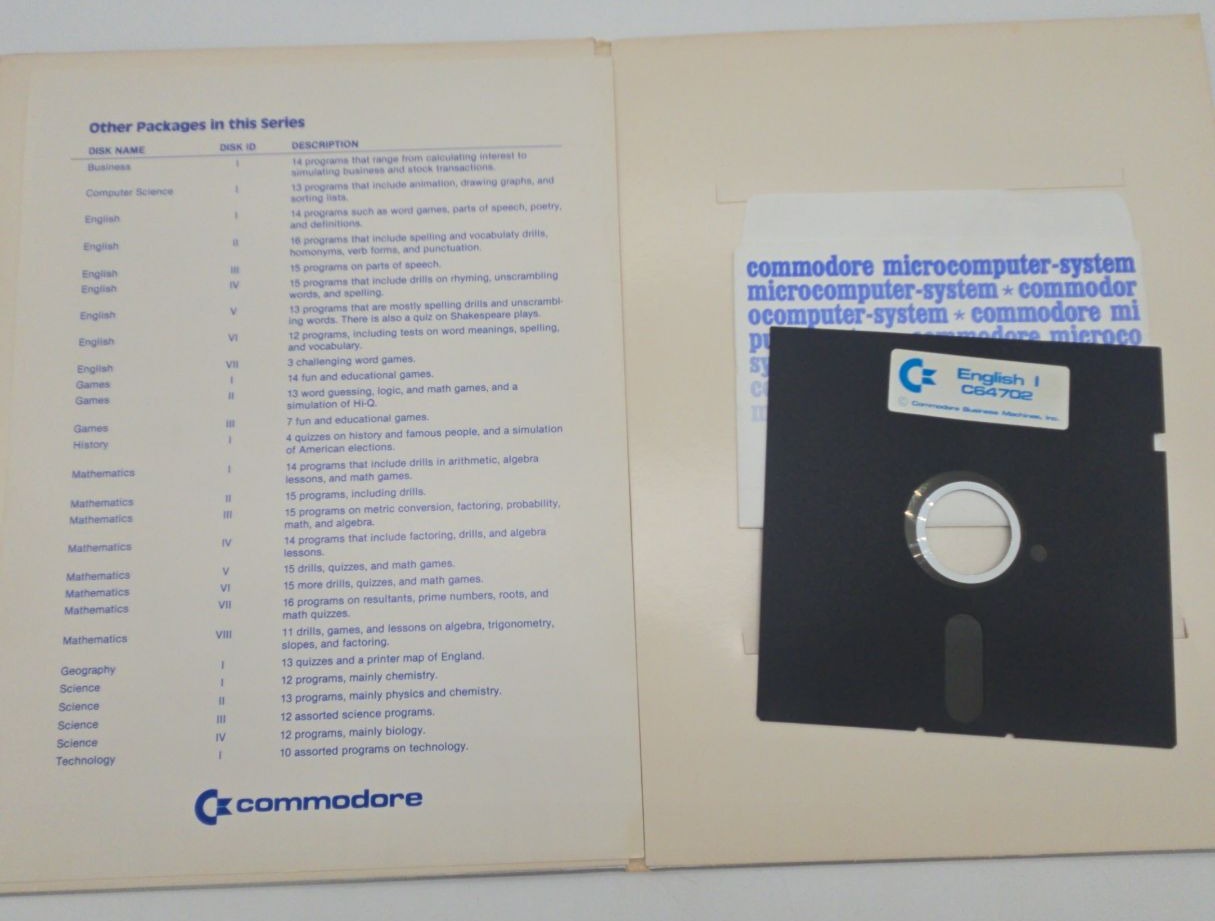 Other Packages in this Series
DISK NAME DISK ID DESCRIPTION
Business I 14 programs that range from calculating interest to
simulating business and stock transactions.
Computer Science I 13 programs that include animation, drawing graphs, and
sorting lists.
English I 14 programs such as word games, parts of speech, poetry,
and definitions.
English II 16 programs that include spelling and vocabulaty drills,
homonyms, verb forms, and punctuation.
English III 15 programs on parts of speech.
English IV 15 programs that include drills on rhyming, unscrambling
words, and spelling.
English V 13 programs that are mostly spelling drills and unscrambl-
ing words. There is also a quiz on Shakespeare plays.
English VI 12 programs, including tests on word meanings, spelling,
and vocabulary.
English VII 3 challenging word games.
Games I 14 fun and educational games.
Games II 13 word guessing, logic, and math games, and a
simulation of Hi-Q.
Games III 7 fun and educational games.
History I 4 quizzes on history and famous people, and a simulation
of American elections.
Mathematics I 14 programs that include drills in arithmetic, algebra
lessons, and math games.
Mathematics II 15 programs, including drills.
Mathematics III 15 programs on metric conversion, factoring, probability,
math, and algebra.
Mathematics IV 14 programs that include factoring, drills, and algebra
lessons.
Mathematics V 15 drills, quizzes, and math games.
Mathematics VI 15 more drills, quizzes, and math games.
Mathematics VII 16 programs on resultants, prime numbers, roots, and
math quizzes.
Mathematics VIII 11 drills, games, and lessons on algebra, trigonometry,
slopes, and factoring.
Geography I 13 quizzes and a printer map of England.
Science I 12 programs, mainly chemistry.
Science II 13 programs, mainly physics and chemistry.
Science III 12 assorted science programs.
Science IV 12 programs, mainly biology.
Technology I 10 assorted programs on technology.
commodore
commodore microcomputer-system
microcomputer-system ★ commodor
ocomputer-system ★ commodore mi
pu commodore microco
sy
co
m
English I
C64702
© Commodore Business Machines, Inc.